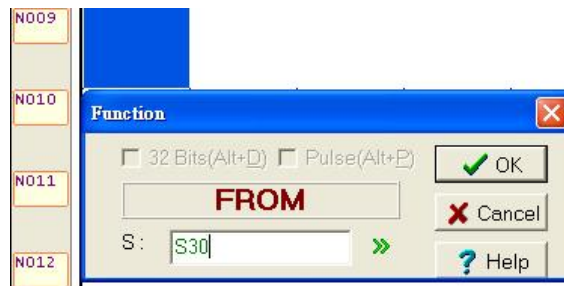 N009
N010
Function
32 Bits(Alt+D) Pulse(Alt+P)
OK
N011
FROM
Cancel
S: S30
Help
N012